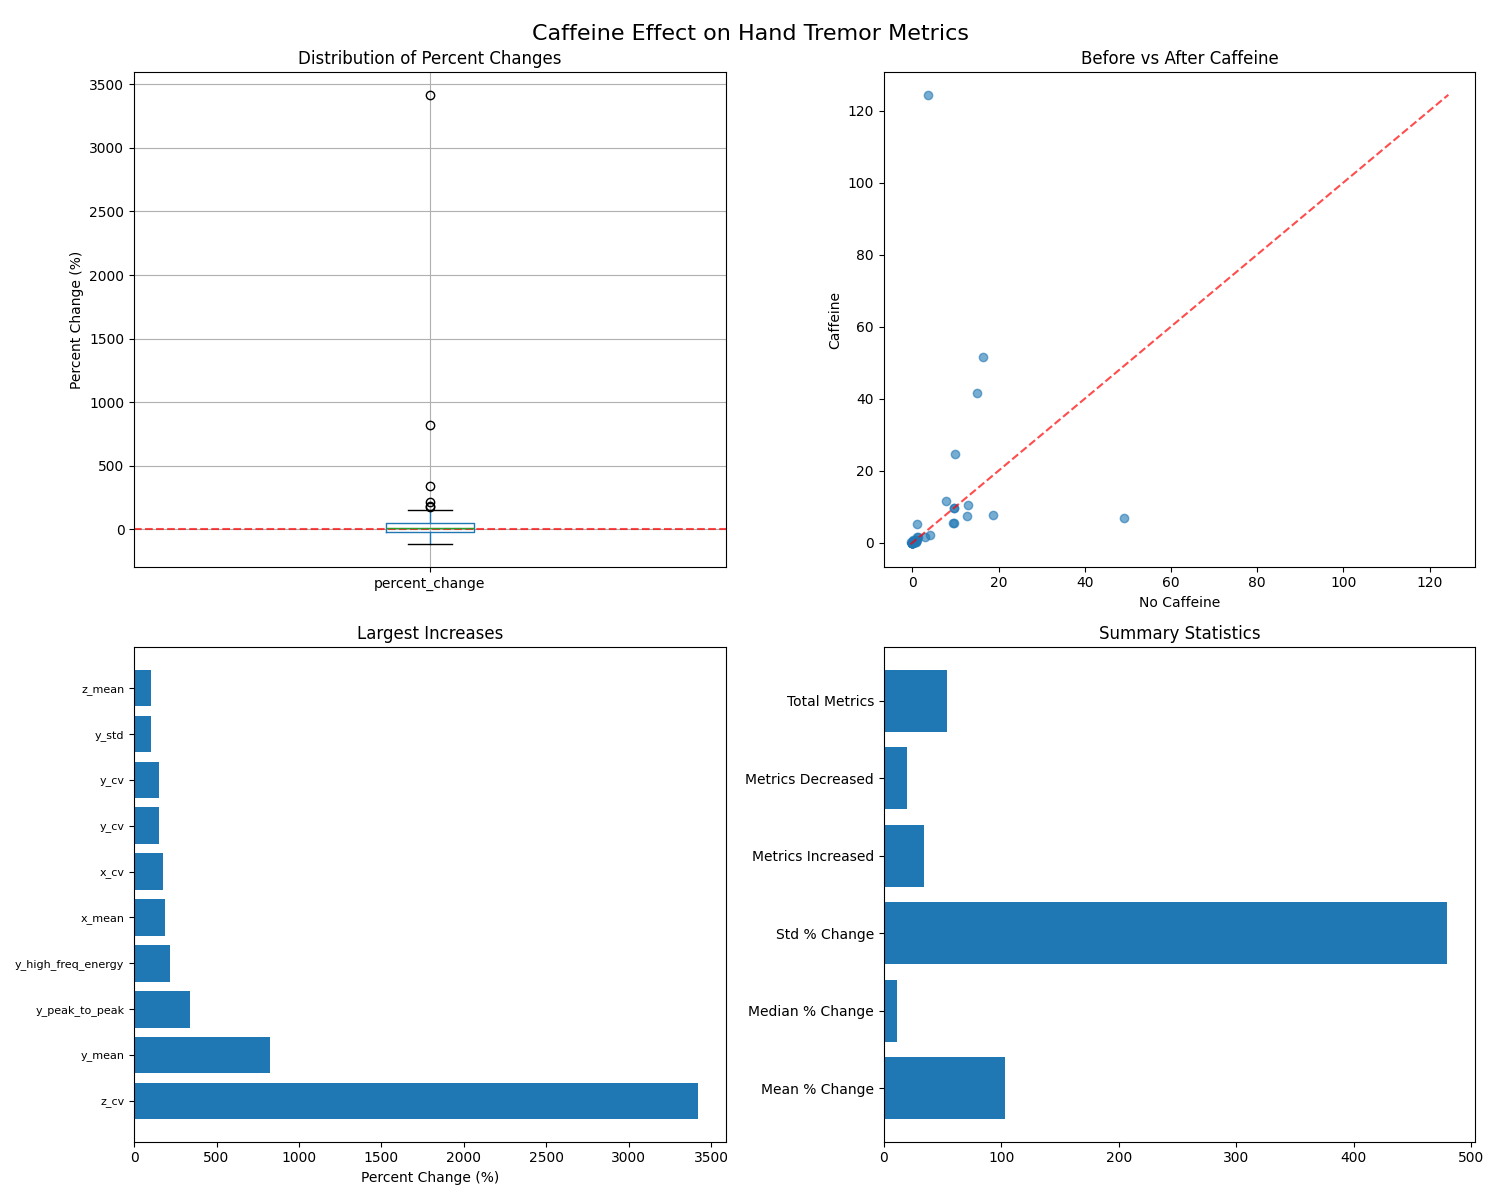 Caffeine Effect on Hand Tremor Metrics
Distribution of Percent Changes
Percent Change (%)
3500
3000
2500
2000
1500
1000
500
0
percent_change
Before vs After Caffeine
Caffeine
120
100
80
60
40
20
0
0 20 40 60 80 100 120
No Caffeine
Largest Increases
z_mean
y_std
y_cv
y_cv
x_cv
x_mean
y_high_freq_energy
y_peak_to_peak
y_mean
z_cv
0 500 1000 1500 2000 2500 3000 3500
Percent Change (%)
Summary Statistics
Total Metrics
Metrics Decreased
Metrics Increased
Std % Change
Median % Change
Mean % Change
0 100 200 300 400 500